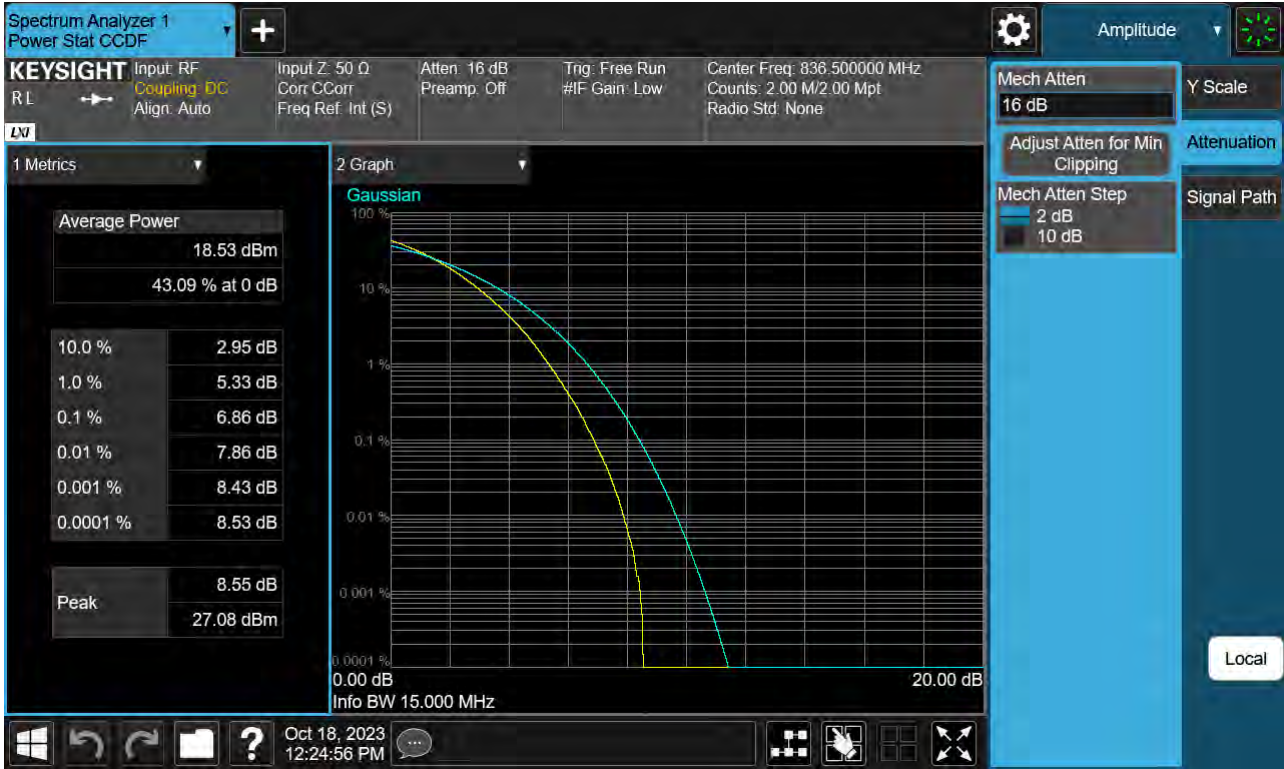 Spectrum Analyzer 1
Power Stat CCDF
Amplitude
KEYSIGHT
RL
LXI
Input: RF
Coupling: DC
Align: Auto
Input Z: 50 Ω
Corr CCorr
Freq Ref: Int (S)
Atten: 16 dB
Preamp: Off
Trig: Free Run
#IF Gain: Low
Center Freq: 836.500000 MHz
Counts: 2.00 M/2.00 Mpt
Radio Std: None
Mech Atten
16 dB
Adjust Atten for Min
Clipping
Mech Atten Step
2 dB
10 dB
Y Scale
Attenuation
Signal Path
1 Metrics
Average Power
18.53 dBm
43.09 % at 0 dB
10.0 % 2.95 dB
1.0 % 5.33 dB
0.1 % 6.86 dB
0.01 % 7.86 dB
0.001 % 8.43 dB
0.0001 % 8.53 dB
Peak
8.55 dB
27.08 dBm
2 Graph
Gaussian
100 %
10 %
1 %
0.1 %
0.01 %
0.001 %
0.0001 %
0.00 dB 20.00 dB
Info BW 15.000 MHz
Local
?
Oct 18, 2023
12:24:56 PM